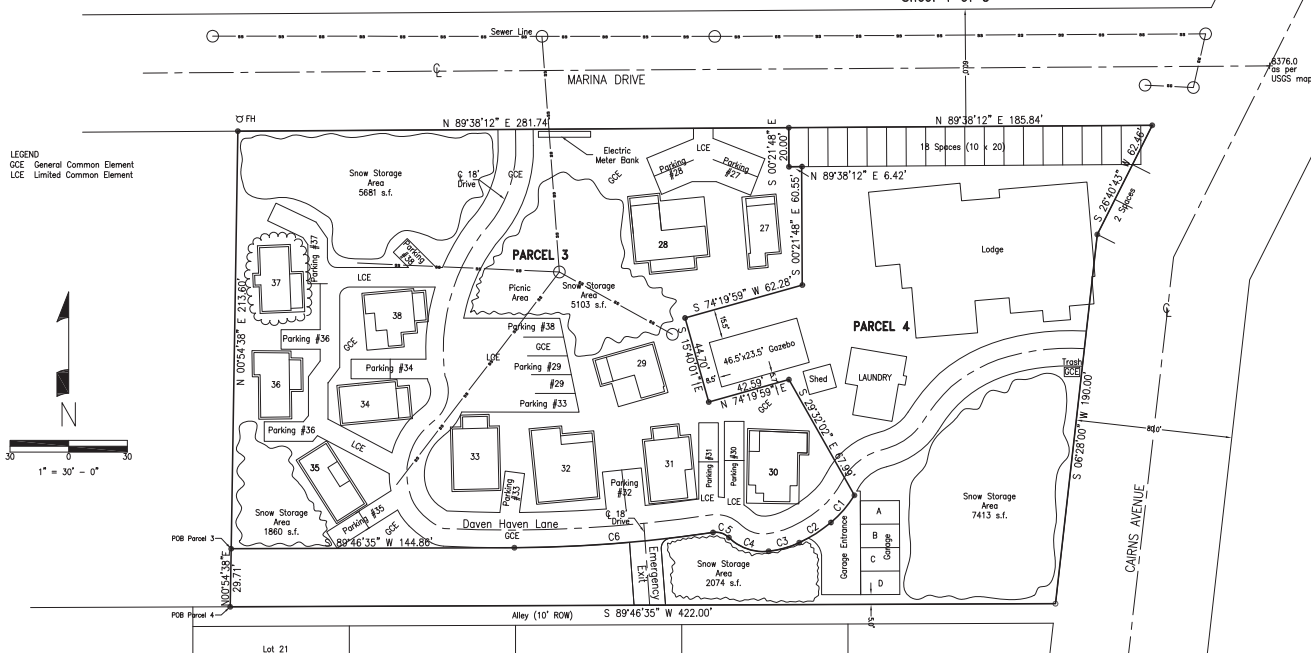 Sewer Line
MARINA DRIVE
60.0'
8376.0
as per
USGS map
FH
N 89°38'12" E 281.74'
N 89°38'12" E 185.84'
LEGEND
GCE General Common Element
LCE Limited Common Element
Electric
Meter Bank
18 Spaces (10 x 20)
S 00°21'48" E
20.00'
N 89°38'12" E 6.42'
S 00°21'48" E 60.55'
S 26°40'43" W 62.46'
2 Spaces
Snow Storage
Area
5681 s.f.
℄ 18'
Drive
GCE
GCE
LCE
Parking
#28
Parking
#27
28
27
Lodge
PARCEL 3
Picnic
Area
Snow Storage
Area
5103 s.f.
Parking #37
Parking
#38
37
LCE
38
GCE
N 00°54'38" E 213.60'
Parking #36
36
Parking #34
34
Parking #36
LCE
35
Parking #35
Snow Storage
Area
1860 s.f.
GCE
Parking #38
GCE
LCE
Parking #29
#29
Parking #33
29
S 74°19'59" W 62.28'
15.5'
S 15°40'01" E
44.70'
46.5'x23.5' Gazebo
8.5'
4.7'
42.59'
N 74°19'59" E
GCE
Shed
LAUNDRY
PARCEL 4
S 29°32'02" E 67.99'
Trash
GCE
S 06°28'00" W 190.00'
80.0'
CAIRNS AVENUE
N
30 0 30
1" = 30' - 0"
33
Parking
#33
32
Parking
#32
31
Parking #31
Parking #30
30
LCE
LCE
℄ 18'
Drive
Daven Haven Lane
GCE
C6
C5
C4
C3
C2
C1
Garage Entrance
A
B
C
D
Garage
Snow Storage
Area
7413 s.f.
Snow Storage
Area
2074 s.f.
Emergency
Exit
POB Parcel 3
S 89°46'35" W 144.86'
N00°54'38"E
29.71'
POB Parcel 4
Alley (10' ROW)
S 89°46'35" W 422.00'
5.0'
Lot 21